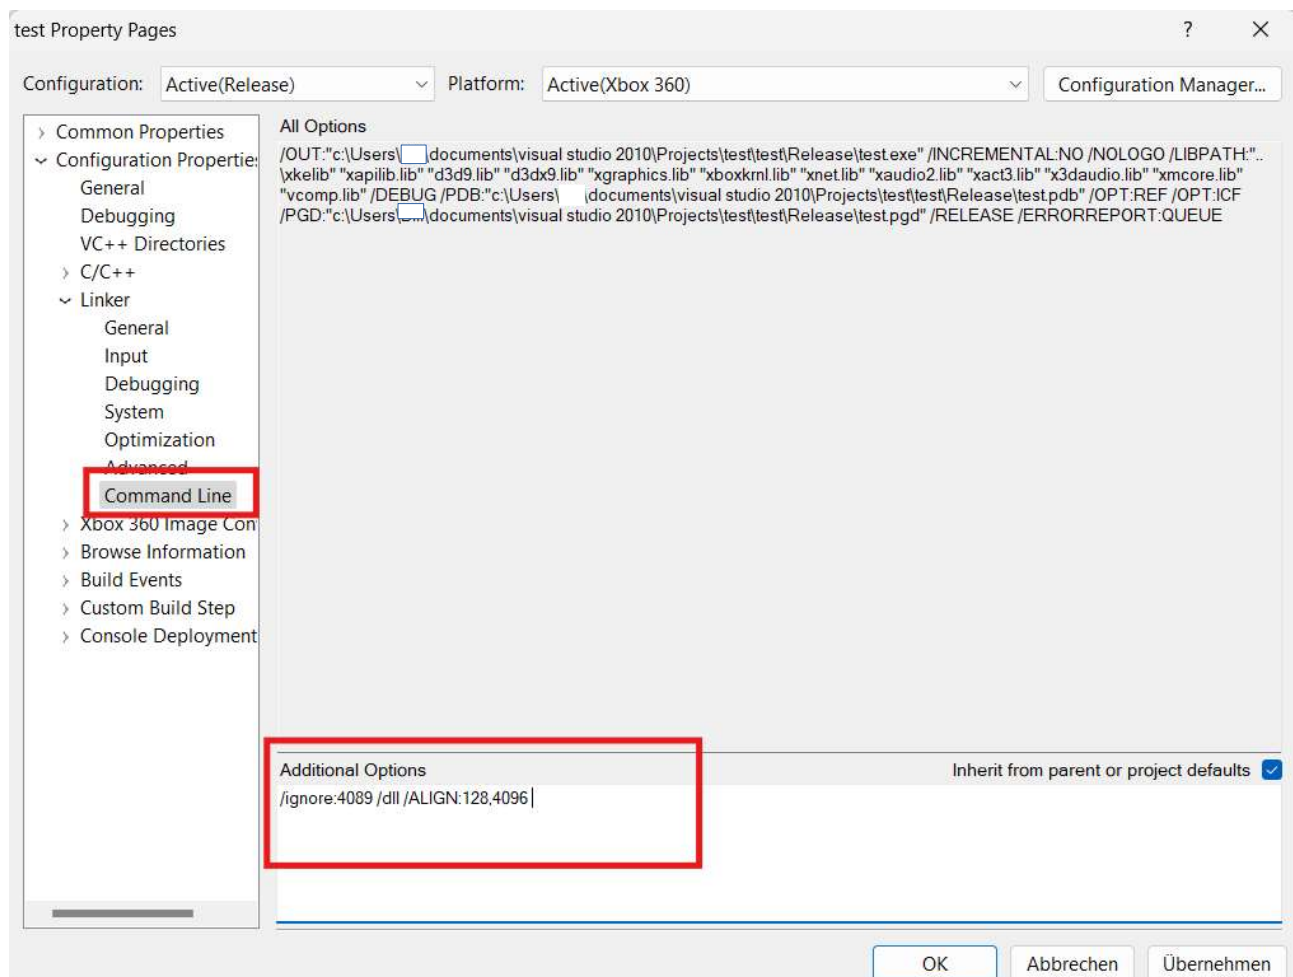 test Property Pages ?
Configuration: Active(Release) Platform: Active(Xbox 360) Configuration Manager...
Common Properties
Configuration Propertie
General
Debugging
VC++ Directories
C/C++
Linker
General
Input
Debugging
System
Optimization
Advanced
Command Line
Xbox 360 Image Con
Browse Information
Build Events
Custom Build Step
Console Deployment
All Options
/OUT:"c:\Users\ \documents\visual studio 2010\Projects\test\test\Release\test.exe" /INCREMENTAL:NO /NOLOGO /LIBPATH:"..
\xkelib" "xapilib.lib" "d3d9.lib" "d3dx9.lib" "xgraphics.lib" "xboxkrnl.lib" "xnet.lib" "xaudio2.lib" "xact3.lib" "x3daudio.lib" "xmcore.lib"
"vcomp.lib" /DEBUG /PDB:"c:\Users\ \documents\visual studio 2010\Projects\test\test\Release\test.pdb" /OPT:REF /OPT:ICF
/PGD:"c:\Users\ \documents\visual studio 2010\Projects\test\test\Release\test.pgd" /RELEASE /ERRORREPORT:QUEUE
Additional Options Inherit from parent or project defaults
/ignore:4089 /dll /ALIGN:128,4096
OK Abbrechen Übernehmen